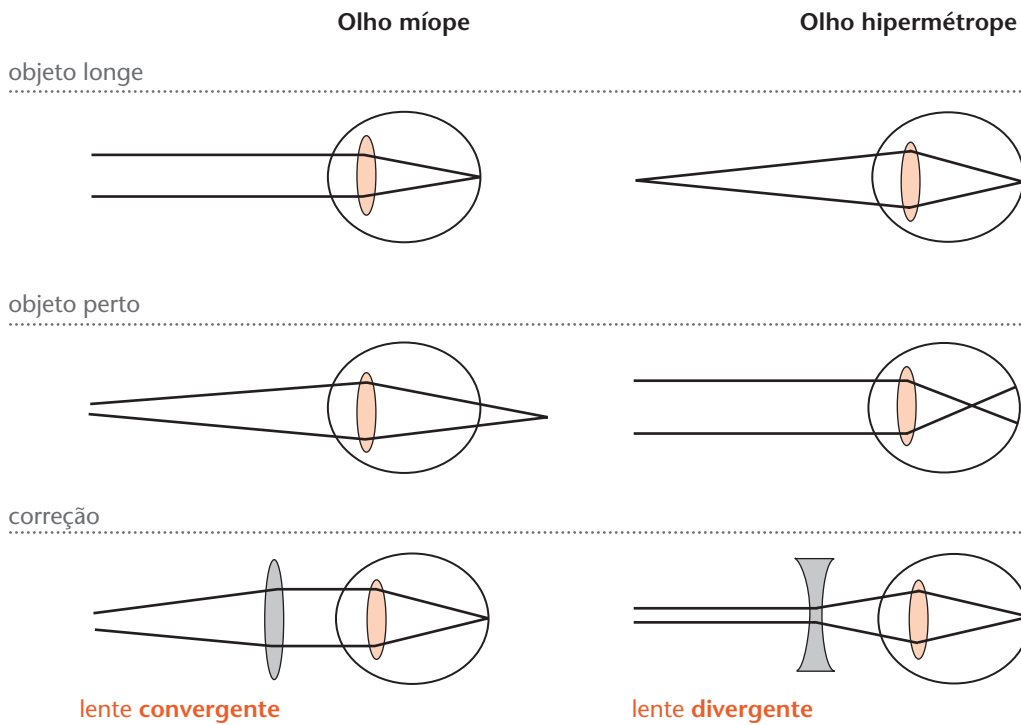 Olho míope Olho hipermétrope
objeto longe
objeto perto
correção
lente convergente lente divergente